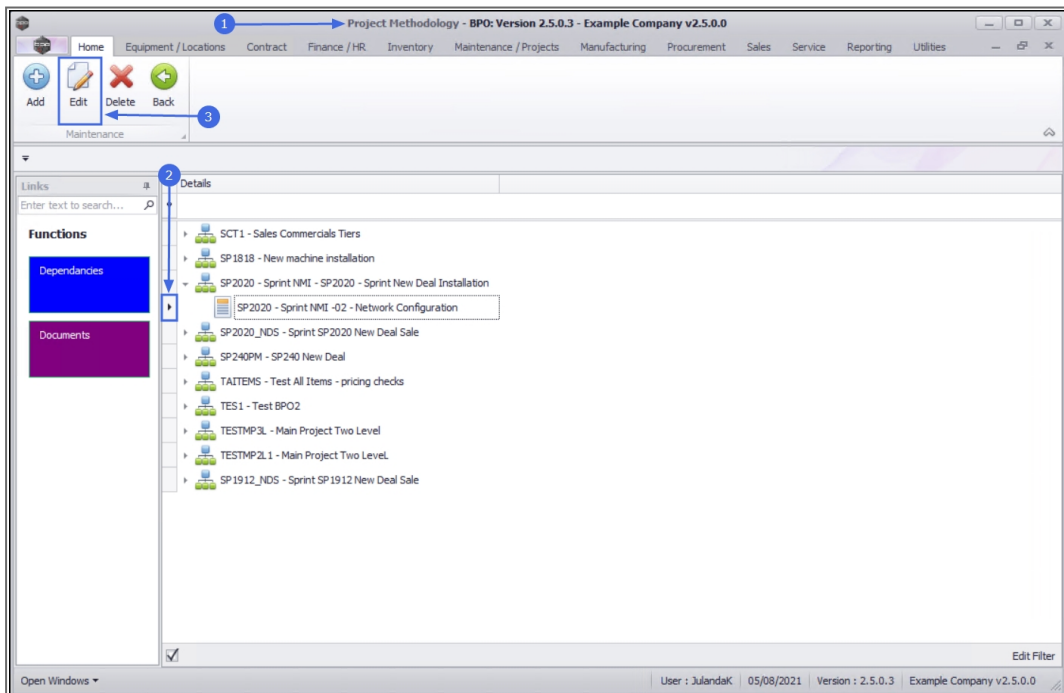 1
Project Methodology - BPO: Version 2.5.0.3 - Example Company v2.5.0.0
Home Equipment / Locations Contract Finance / HR Inventory Maintenance / Projects Manufacturing Procurement Sales Service Reporting Utilities
Add Edit Delete Back
3
Maintenance
2
Links
Details
Enter text to search...
Functions
Dependancies
Documents
SCT1 - Sales Commercials Tiers
SP1818 - New machine installation
SP2020 - Sprint NMI - SP2020 - Sprint New Deal Installation
SP2020 - Sprint NMI -02 - Network Configuration
SP2020_NDS - Sprint SP2020 New Deal Sale
SP240PM - SP240 New Deal
TAITEMS - Test All Items - pricing checks
TES1 - Test BPO2
TESTMP3L - Main Project Two Level
TESTMP2L1 - Main Project Two LeveL
SP1912_NDS - Sprint SP1912 New Deal Sale
Edit Filter
Open Windows
User : JulandaK 05/08/2021 Version : 2.5.0.3 Example Company v2.5.0.0